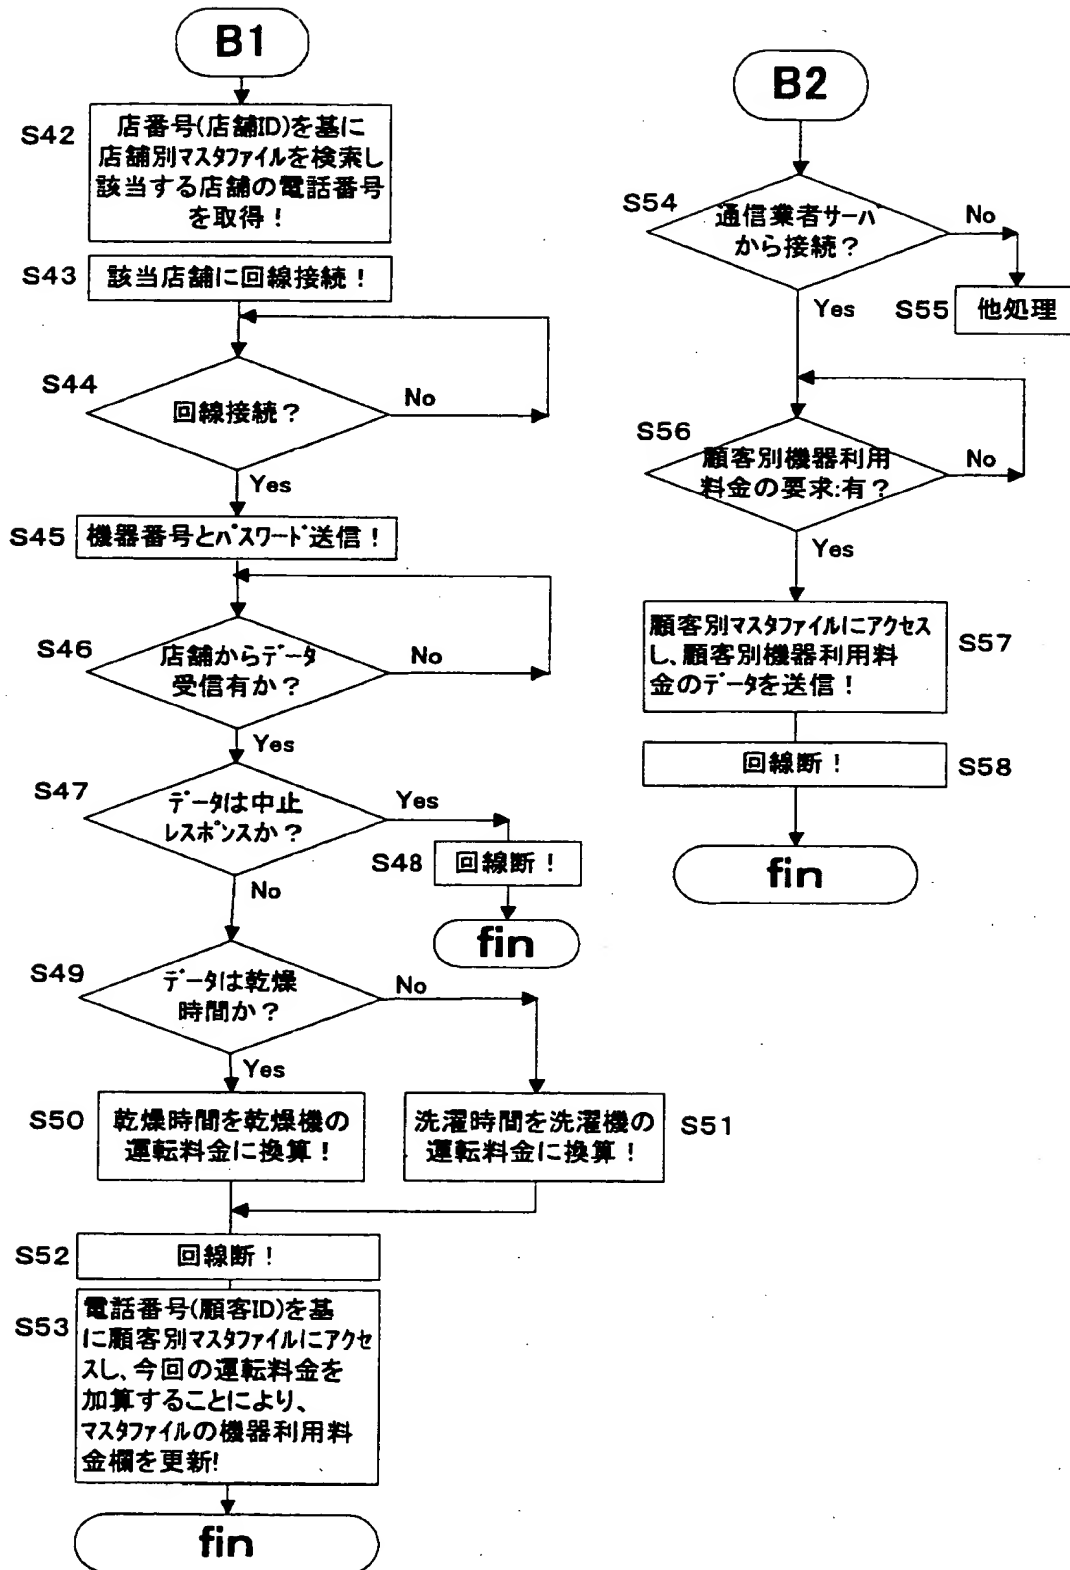 B1
S42
店番号(店舗ID)を基に
店舗別マスタファイルを検索し
該当する店舗の電話番号
を取得！
S43
該当店舗に回線接続！
S44
回線接続？
No
Yes
S45
機器番号とパスワード送信！
S46
店舗からデータ
受信有か？
No
Yes
S47
データは中止
レスポンスか？
Yes
S48
回線断！
fin
No
S49
データは乾燥
時間か？
No
Yes
S50
乾燥時間を乾燥機の
運転料金に換算！
洗濯時間を洗濯機の
運転料金に換算！
S51
S52
回線断！
S53
電話番号(顧客ID)を基
に顧客別マスタファイルにアクセ
スし、今回の運転料金を
加算することにより、
マスタファイルの機器利用料
金欄を更新!
fin
B2
S54
通信業者サーバ
から接続？
No
Yes
S55
他処理
S56
顧客別機器利用
料金の要求:有？
No
Yes
顧客別マスタファイルにアクセス
し、顧客別機器利用料
金のデータを送信！
S57
回線断！
S58
fin